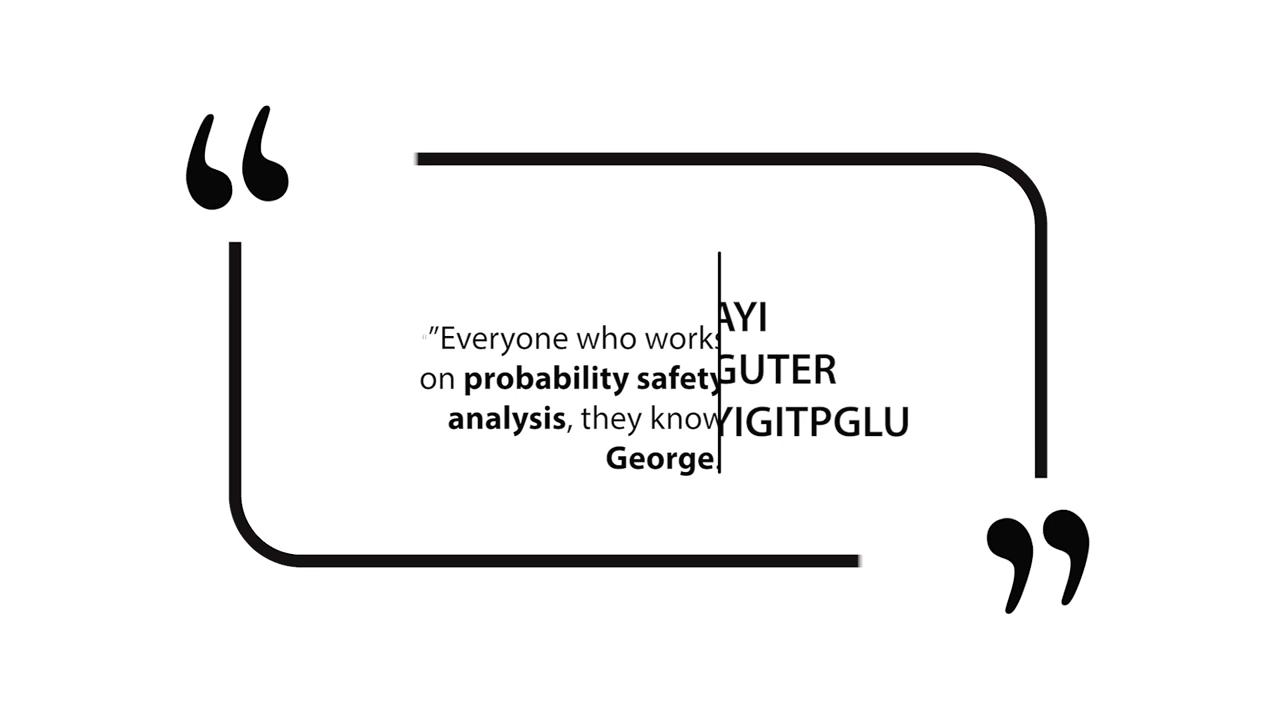 ”Everyone who works
on probability safety
analysis, they know
George.
AYI
GUTER
YIGITPGLU